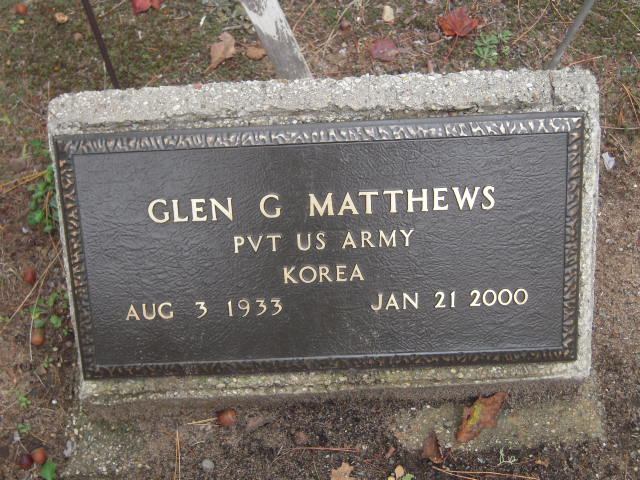 GLEN G MATTHEWS
PVT US ARMY
KOREA
AUG 3 1933 JAN 21 2000